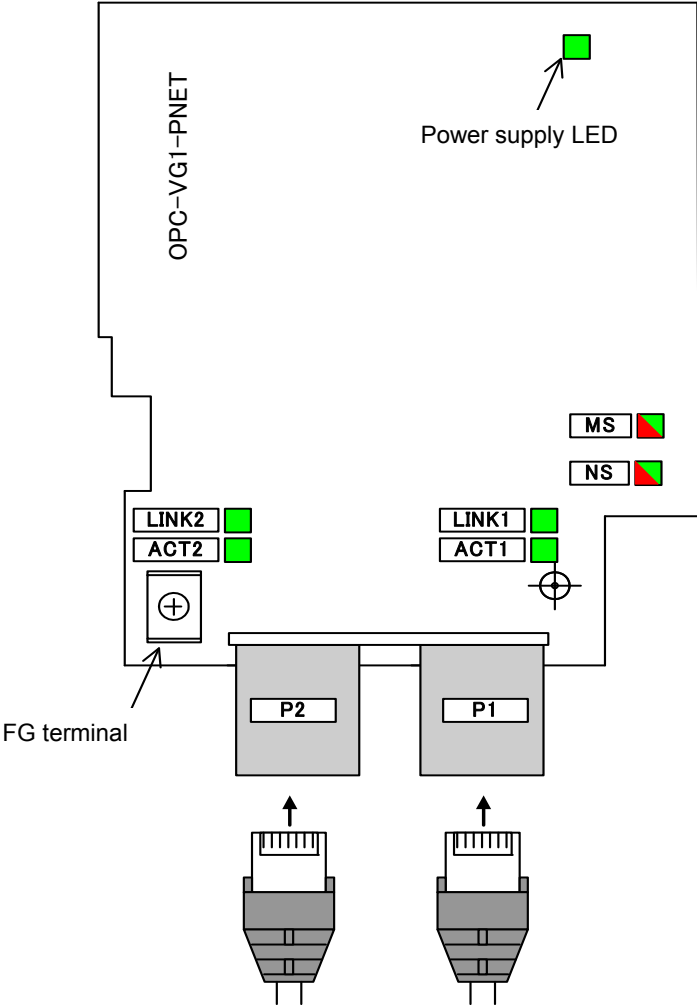 OPC-VG1-PNET
Power supply LED
MS
NS
LINK2
LINK1
ACT2
ACT1
FG terminal
P2
P1